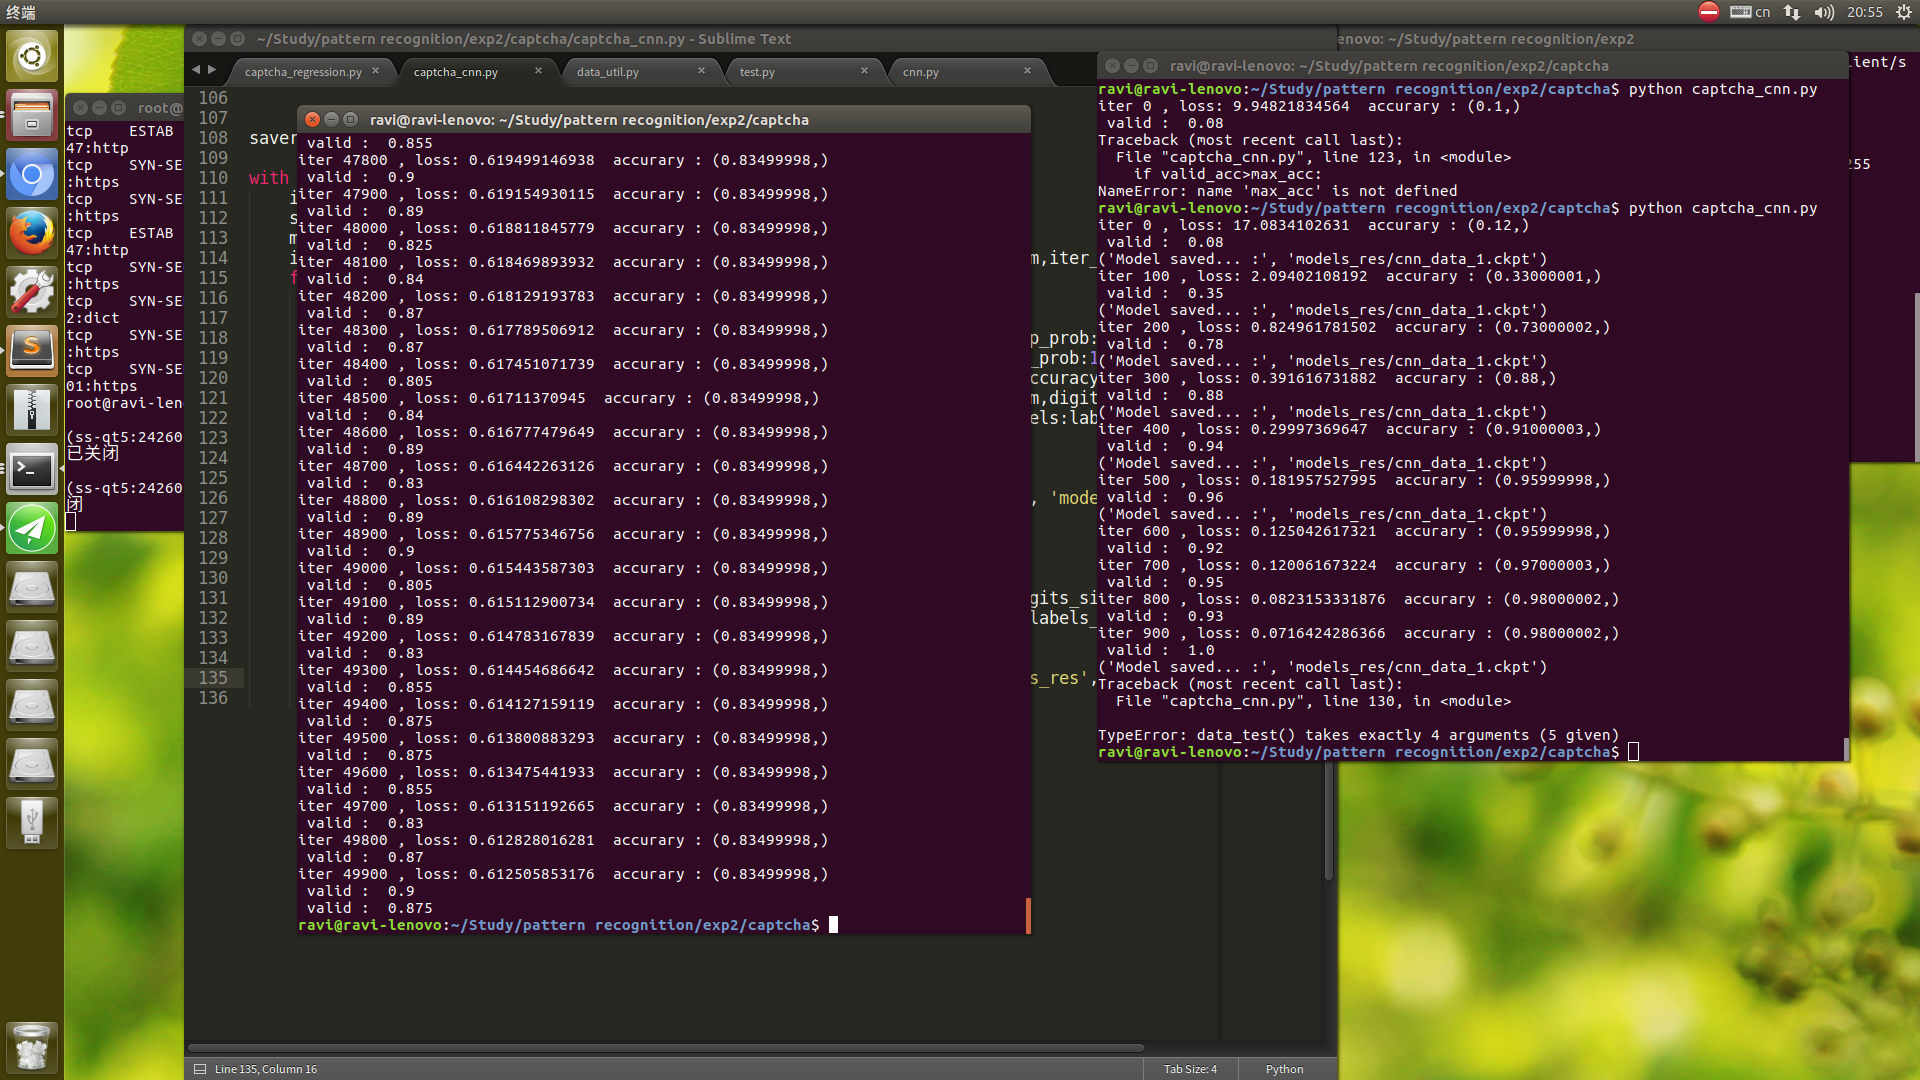 终端
cn
20:55
~/Study/pattern recognition/exp2/captcha/captcha_cnn.py - Sublime Text
enovo: ~/Study/pattern recognition/exp2
captcha_regression.py
captcha_cnn.py
data_util.py
test.py
cnn.py
root@
tcp ESTAB
47:http
tcp SYN-SE
:https
tcp SYN-SE
:https
tcp ESTAB
47:http
tcp SYN-SE
:https
tcp SYN-SE
2:dict
tcp SYN-SE
:https
tcp SYN-SE
01:https
root@ravi-len
(ss-qt5:24260
已关闭
(ss-qt5:24260
闭
106
107
108 saver
109
110 with
111 i
112 s
113 m
114 i
115 f
116
117
118
119
120
121
122
123
124
125
126
127
128
129
130
131
132
133
134
135
136
ravi@ravi-lenovo: ~/Study/pattern recognition/exp2/captcha
valid : 0.855
iter 47800 , loss: 0.619499146938 accurary : (0.83499998,)
valid : 0.9
iter 47900 , loss: 0.619154930115 accurary : (0.83499998,)
valid : 0.89
iter 48000 , loss: 0.618811845779 accurary : (0.83499998,)
valid : 0.825
iter 48100 , loss: 0.618469893932 accurary : (0.83499998,)
valid : 0.84
iter 48200 , loss: 0.618129193783 accurary : (0.83499998,)
valid : 0.87
iter 48300 , loss: 0.617789506912 accurary : (0.83499998,)
valid : 0.87
iter 48400 , loss: 0.617451071739 accurary : (0.83499998,)
valid : 0.805
iter 48500 , loss: 0.61711370945 accurary : (0.83499998,)
valid : 0.84
iter 48600 , loss: 0.616777479649 accurary : (0.83499998,)
valid : 0.89
iter 48700 , loss: 0.616442263126 accurary : (0.83499998,)
valid : 0.83
iter 48800 , loss: 0.616108298302 accurary : (0.83499998,)
valid : 0.89
iter 48900 , loss: 0.615775346756 accurary : (0.83499998,)
valid : 0.9
iter 49000 , loss: 0.615443587303 accurary : (0.83499998,)
valid : 0.805
iter 49100 , loss: 0.615112900734 accurary : (0.83499998,)
valid : 0.89
iter 49200 , loss: 0.614783167839 accurary : (0.83499998,)
valid : 0.83
iter 49300 , loss: 0.614454686642 accurary : (0.83499998,)
valid : 0.855
iter 49400 , loss: 0.614127159119 accurary : (0.83499998,)
valid : 0.875
iter 49500 , loss: 0.613800883293 accurary : (0.83499998,)
valid : 0.875
iter 49600 , loss: 0.613475441933 accurary : (0.83499998,)
valid : 0.855
iter 49700 , loss: 0.613151192665 accurary : (0.83499998,)
valid : 0.83
iter 49800 , loss: 0.612828016281 accurary : (0.83499998,)
valid : 0.87
iter 49900 , loss: 0.612505853176 accurary : (0.83499998,)
valid : 0.9
valid : 0.875
ravi@ravi-lenovo:~/Study/pattern recognition/exp2/captcha$
n,iter_
p_prob:
_prob:1
ccuracy
n,digit
els:lab
, 'mode
gits_si
labels_
s_res',
ravi@ravi-lenovo: ~/Study/pattern recognition/exp2/captcha
ravi@ravi-lenovo:~/Study/pattern recognition/exp2/captcha$ python captcha_cnn.py
iter 0 , loss: 9.94821834564 accurary : (0.1,)
valid : 0.08
Traceback (most recent call last):
File "captcha_cnn.py", line 123, in <module>
if valid_acc>max_acc:
NameError: name 'max_acc' is not defined
ravi@ravi-lenovo:~/Study/pattern recognition/exp2/captcha$ python captcha_cnn.py
iter 0 , loss: 17.0834102631 accurary : (0.12,)
valid : 0.08
('Model saved... :', 'models_res/cnn_data_1.ckpt')
iter 100 , loss: 2.09402108192 accurary : (0.33000001,)
valid : 0.35
('Model saved... :', 'models_res/cnn_data_1.ckpt')
iter 200 , loss: 0.824961781502 accurary : (0.73000002,)
valid : 0.78
('Model saved... :', 'models_res/cnn_data_1.ckpt')
iter 300 , loss: 0.391616731882 accurary : (0.88,)
valid : 0.88
('Model saved... :', 'models_res/cnn_data_1.ckpt')
iter 400 , loss: 0.29997369647 accurary : (0.91000003,)
valid : 0.94
('Model saved... :', 'models_res/cnn_data_1.ckpt')
iter 500 , loss: 0.181957527995 accurary : (0.95999998,)
valid : 0.96
('Model saved... :', 'models_res/cnn_data_1.ckpt')
iter 600 , loss: 0.125042617321 accurary : (0.95999998,)
valid : 0.92
iter 700 , loss: 0.120061673224 accurary : (0.97000003,)
valid : 0.95
iter 800 , loss: 0.0823153331876 accurary : (0.98000002,)
valid : 0.93
iter 900 , loss: 0.0716424286366 accurary : (0.98000002,)
valid : 1.0
('Model saved... :', 'models_res/cnn_data_1.ckpt')
Traceback (most recent call last):
File "captcha_cnn.py", line 130, in <module>
TypeError: data_test() takes exactly 4 arguments (5 given)
ravi@ravi-lenovo:~/Study/pattern recognition/exp2/captcha$
lient/s
255
Line 135, Column 16
Tab Size: 4
Python